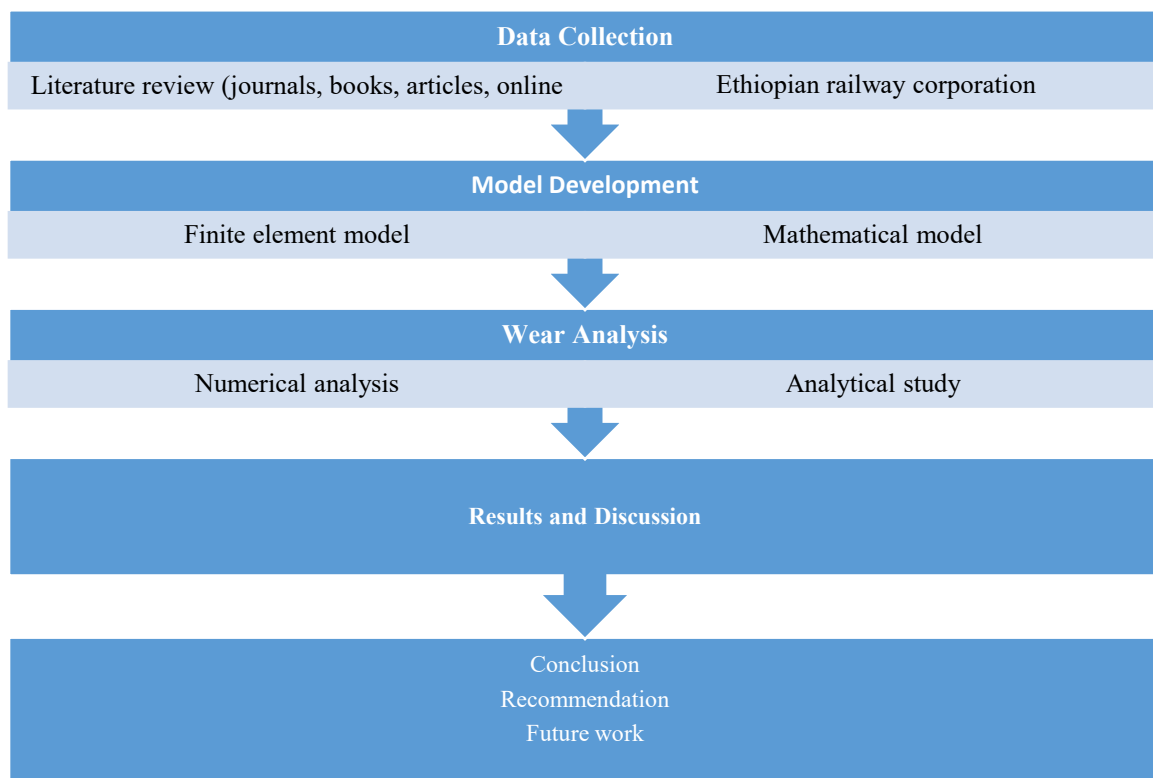 Data Collection
Literature review (journals, books, articles, online
Ethiopian railway corporation
Model Development
Finite element model
Mathematical model
Wear Analysis
Numerical analysis
Analytical study
Results and Discussion
Conclusion
Recommendation
Future work